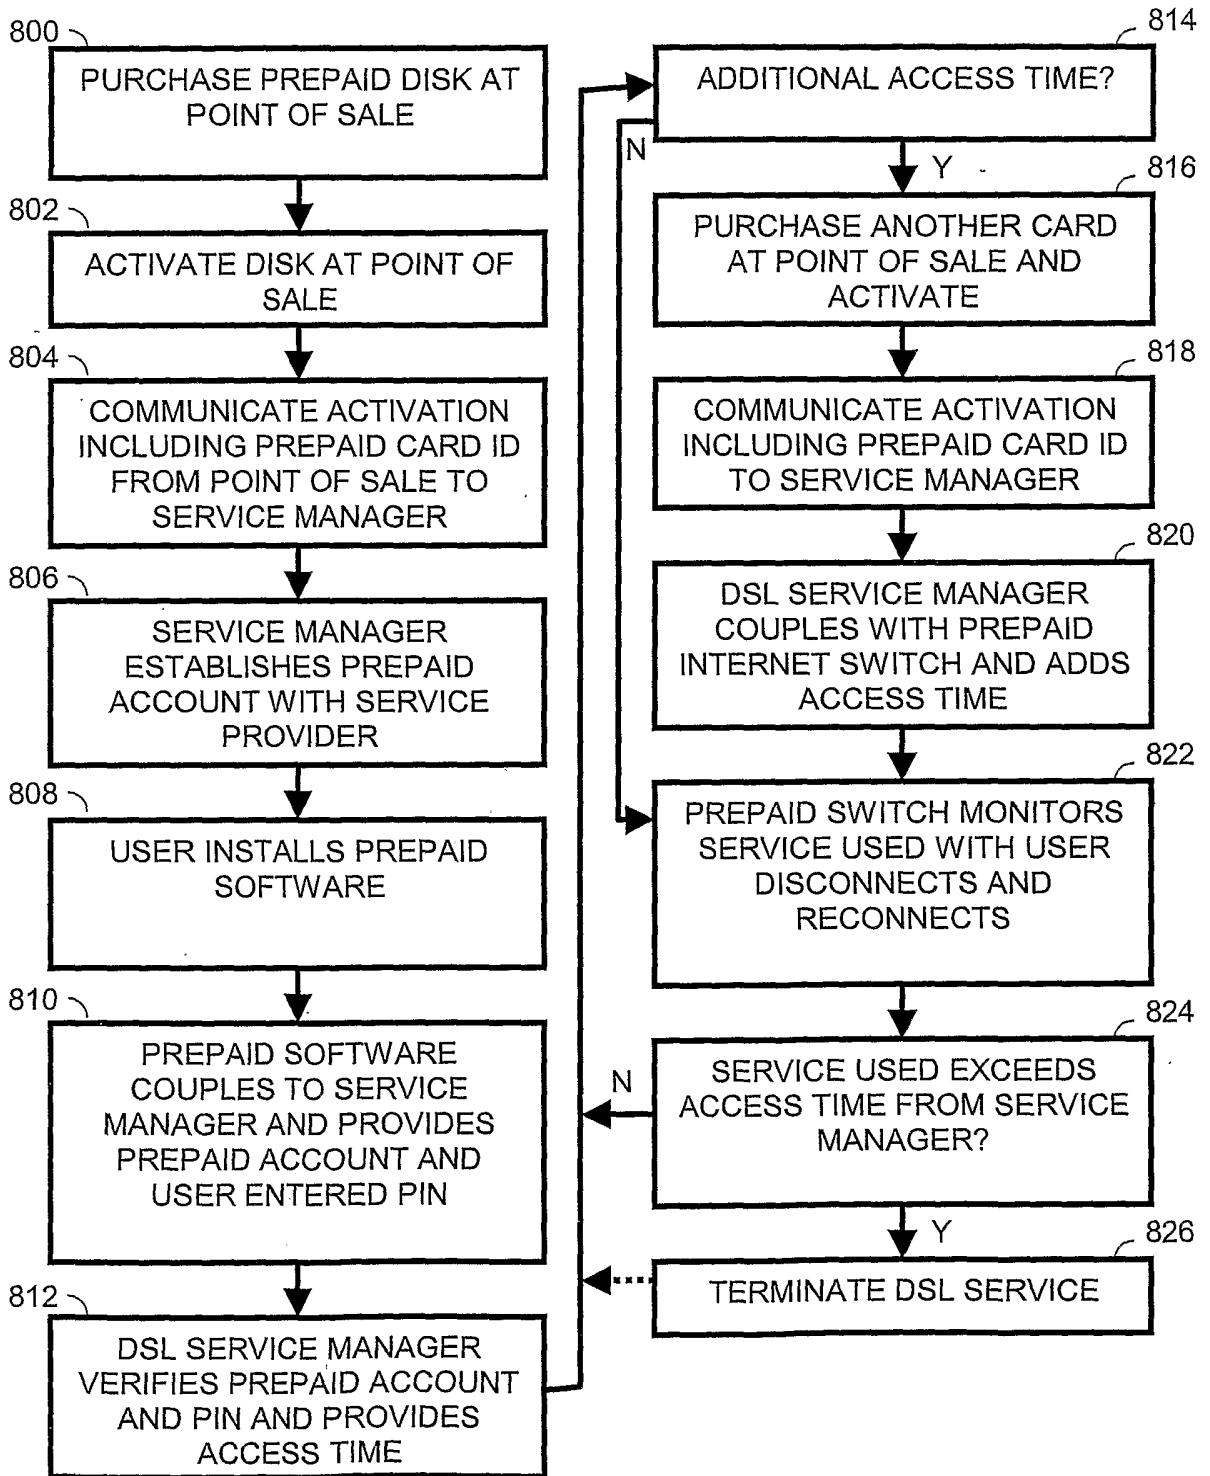 800
PURCHASE PREPAID DISK AT
POINT OF SALE
802
ACTIVATE DISK AT POINT OF
SALE
804
COMMUNICATE ACTIVATION
INCLUDING PREPAID CARD ID
FROM POINT OF SALE TO
SERVICE MANAGER
806
SERVICE MANAGER
ESTABLISHES PREPAID
ACCOUNT WITH SERVICE
PROVIDER
808
USER INSTALLS PREPAID
SOFTWARE
810
PREPAID SOFTWARE
COUPLES TO SERVICE
MANAGER AND PROVIDES
PREPAID ACCOUNT AND
USER ENTERED PIN
812
DSL SERVICE MANAGER
VERIFIES PREPAID ACCOUNT
AND PIN AND PROVIDES
ACCESS TIME
814
ADDITIONAL ACCESS TIME?
N
Y
816
PURCHASE ANOTHER CARD
AT POINT OF SALE AND
ACTIVATE
818
COMMUNICATE ACTIVATION
INCLUDING PREPAID CARD ID
TO SERVICE MANAGER
820
DSL SERVICE MANAGER
COUPLES WITH PREPAID
INTERNET SWITCH AND ADDS
ACCESS TIME
822
PREPAID SWITCH MONITORS
SERVICE USED WITH USER
DISCONNECTS AND
RECONNECTS
824
SERVICE USED EXCEEDS
ACCESS TIME FROM SERVICE
MANAGER?
N
Y
826
TERMINATE DSL SERVICE